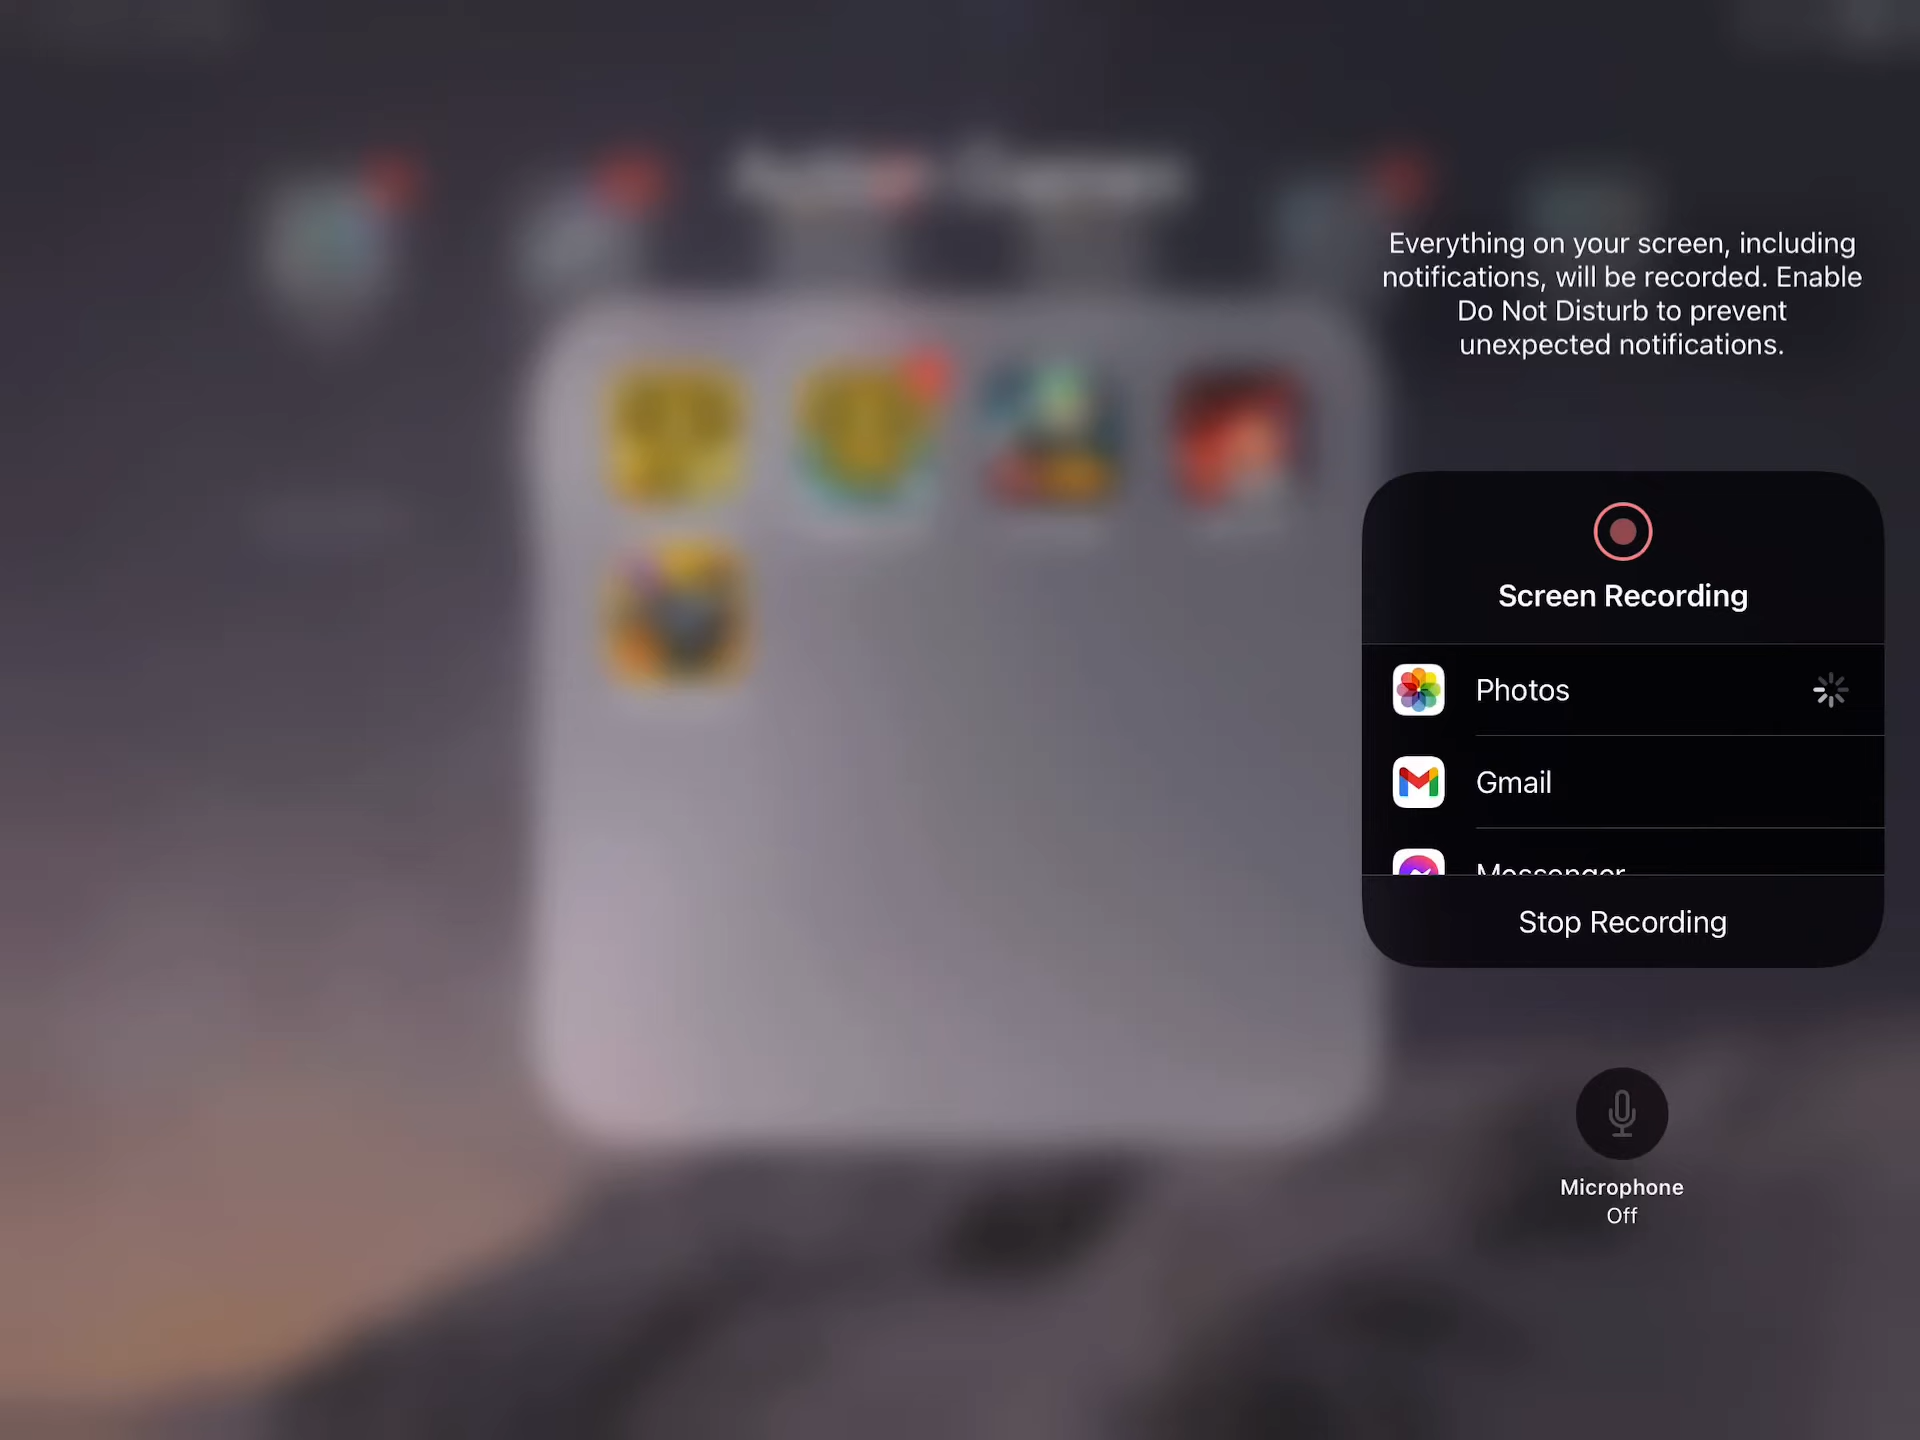 Everything on your screen, including
notifications, will be recorded. Enable
Do Not Disturb to prevent
unexpected notifications.
Screen Recording
Photos
Gmail
Messenger
Stop Recording
Microphone
Off